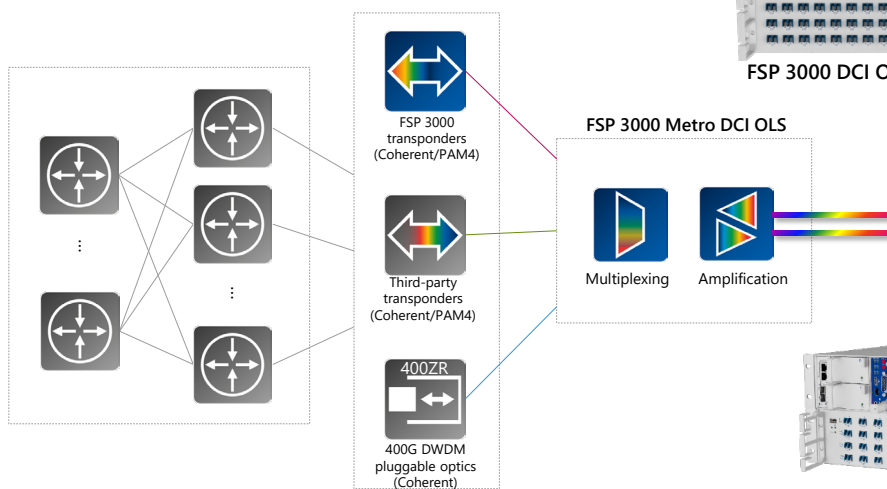 FSP 3000 DCI O
FSP 3000
transponders
(Coherent/PAM4)
FSP 3000 Metro DCI OLS
...
Third-party
transponders
(Coherent/PAM4)
Multiplexing
Amplification
...
400ZR
400G DWDM
pluggable optics
(Coherent)